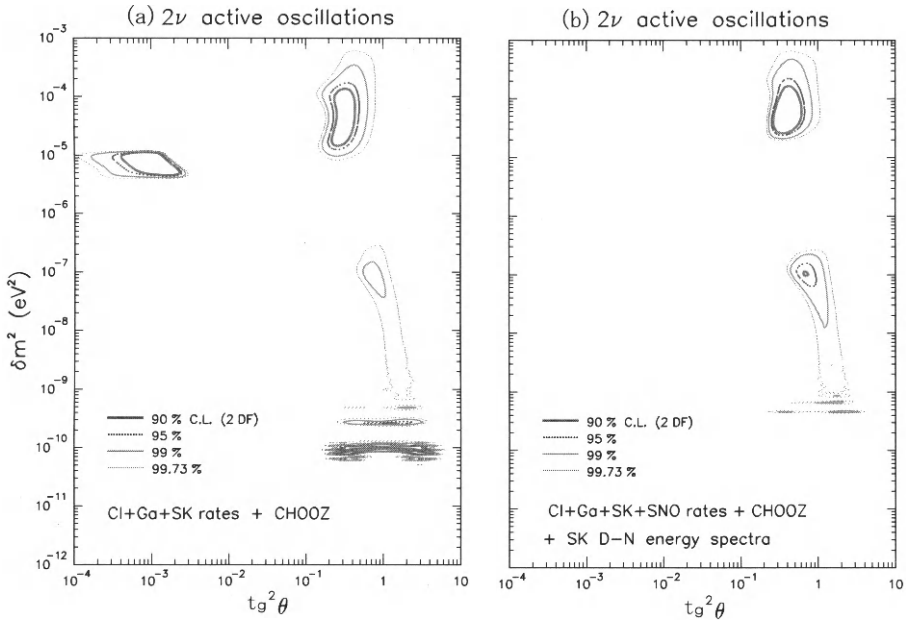 (a) 2ν active oscillations
10⁻³
10⁻⁴
10⁻⁵
10⁻⁶
10⁻⁷
10⁻⁸
10⁻⁹
10⁻¹⁰
10⁻¹¹
10⁻¹²
δm² (eV²)
90 % C.L. (2 DF)
95 %
99 %
99.73 %
Cl+Ga+SK rates + CHOOZ
10⁻⁴ 10⁻³ 10⁻² 10⁻¹ 1 10
tg²θ
(b) 2ν active oscillations
90 % C.L. (2 DF)
95 %
99 %
99.73 %
Cl+Ga+SK+SNO rates + CHOOZ
+ SK D−N energy spectra
10⁻⁴ 10⁻³ 10⁻² 10⁻¹ 1 10
tg²θ